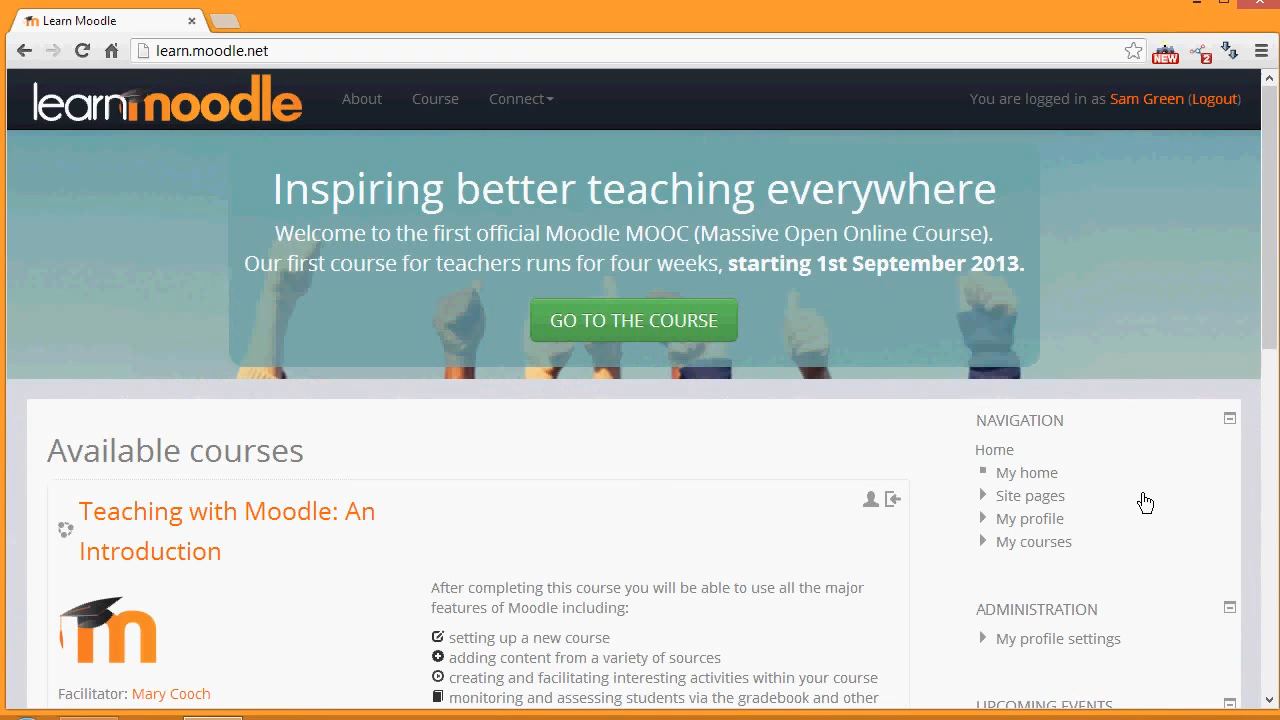 Learn Moodle
learn.moodle.net
NEW
2
learn moodle
About Course Connect
You are logged in as Sam Green (Logout)
Inspiring better teaching everywhere
Welcome to the first official Moodle MOOC (Massive Open Online Course).
Our first course for teachers runs for four weeks, starting 1st September 2013.
GO TO THE COURSE
Available courses
Teaching with Moodle: An
Introduction
After completing this course you will be able to use all the major
features of Moodle including:
setting up a new course
adding content from a variety of sources
creating and facilitating interesting activities within your course
monitoring and assessing students via the gradebook and other
Facilitator: Mary Cooch
NAVIGATION
Home
My home
Site pages
My profile
My courses
ADMINISTRATION
My profile settings
UPCOMING EVENTS